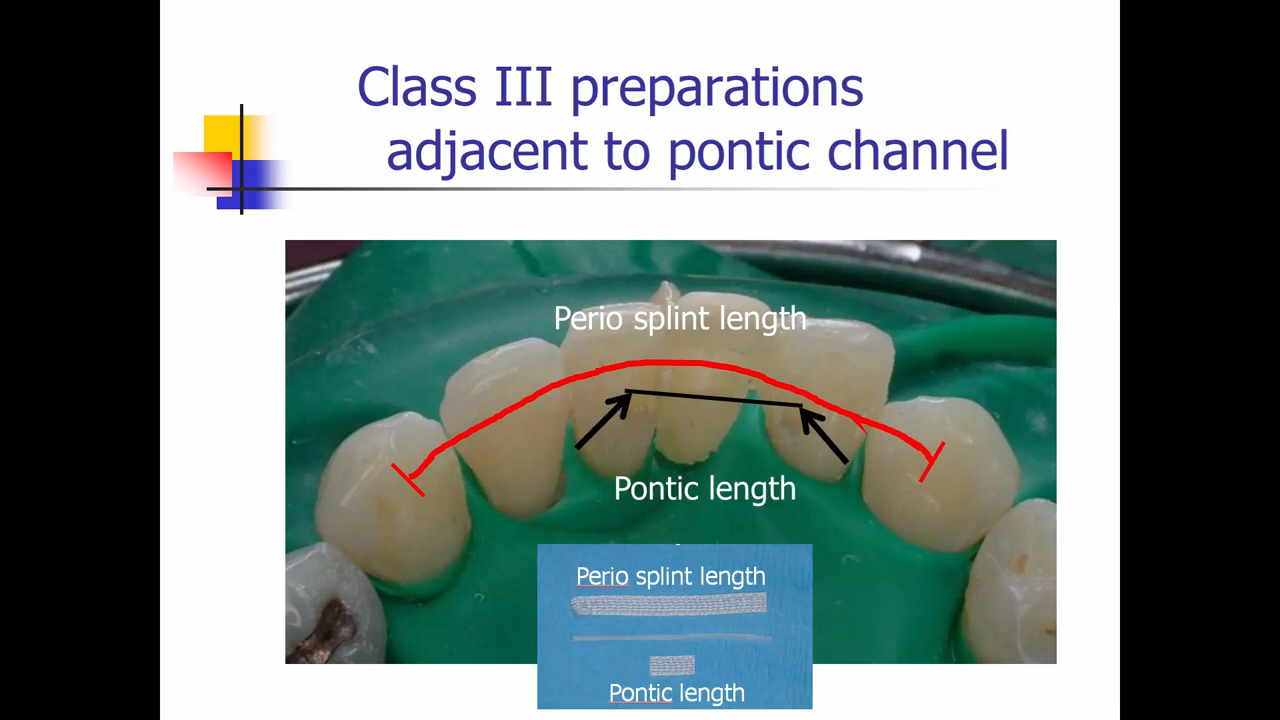 Class III preparations
adjacent to pontic channel
Perio splint length
Pontic length
Perio splint length
Pontic length